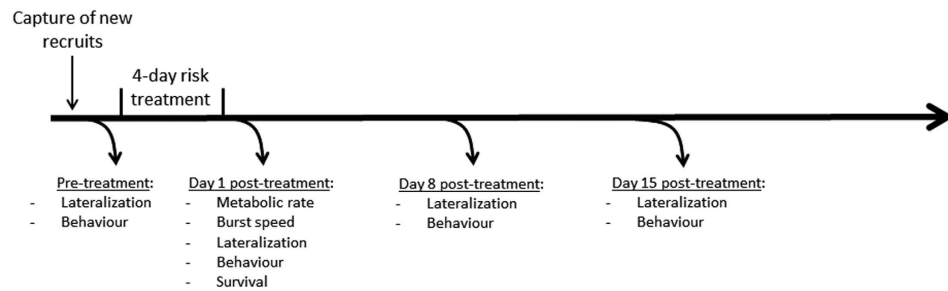 Capture of new
recruits
4-day risk
treatment
Pre-treatment:
- Lateralization
- Behaviour
Day 1 post-treatment:
- Metabolic rate
- Burst speed
- Lateralization
- Behaviour
- Survival
Day 8 post-treatment:
- Lateralization
- Behaviour
Day 15 post-treatment:
- Lateralization
- Behaviour